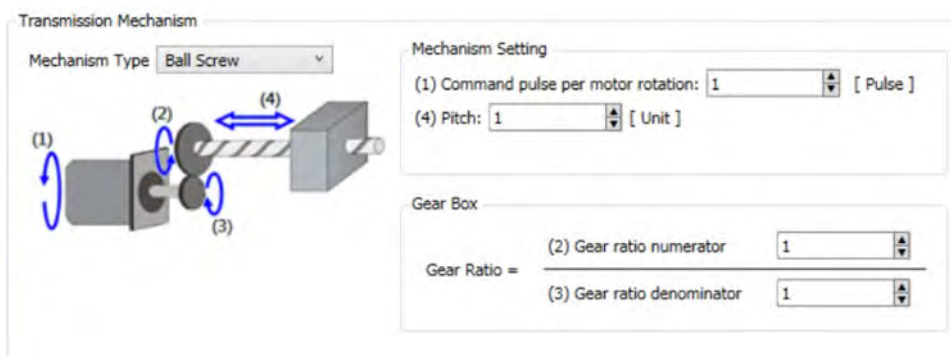 Transmission Mechanism
Mechanism Type Ball Screw
(1)
(2)
(3)
(4)
Mechanism Setting
(1) Command pulse per motor rotation: 1 [ Pulse ]
(4) Pitch: 1 [ Unit ]
Gear Box
Gear Ratio =
(2) Gear ratio numerator 1
(3) Gear ratio denominator 1